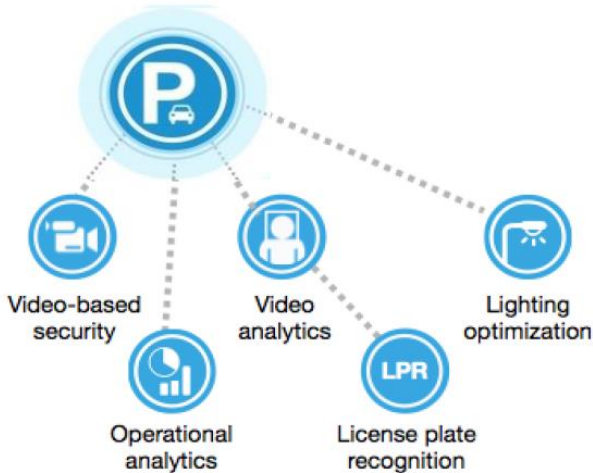 P
Video-based
security
Video
analytics
Lighting
optimization
LPR
Operational
analytics
License plate
recognition